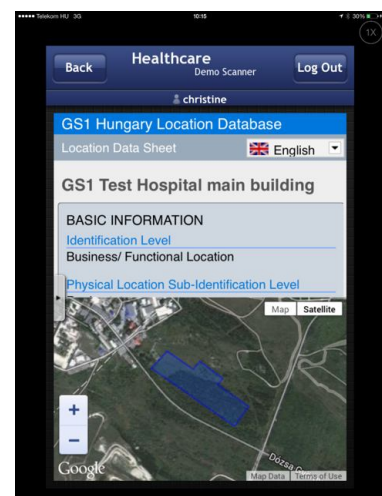 Telekom HU 3G 10:15 30%
1X
Back Healthcare Log Out
Demo Scanner
christine
GS1 Hungary Location Database
Location Data Sheet English
GS1 Test Hospital main building
BASIC INFORMATION
Identification Level
Business/ Functional Location
Physical Location Sub-Identification Level
Map Satellite
+
−
Dózsa G
Google Map Data Terms of Use